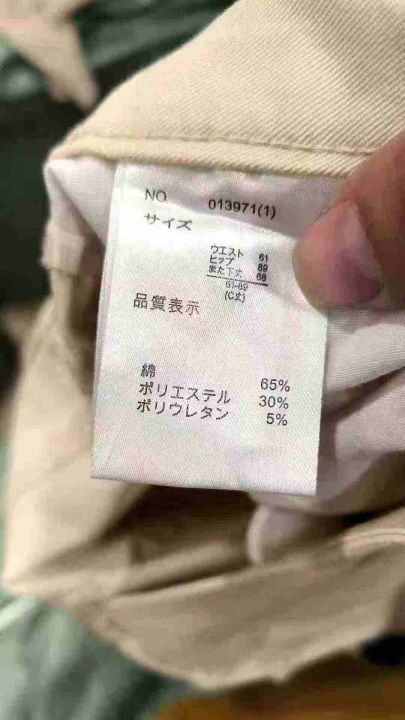 NO 013971(1)
サイズ
ウエスト 61
ヒップ 89
また下丈 68
61-89
(C丈)
品質表示
綿 65%
ポリエステル 30%
ポリウレタン 5%